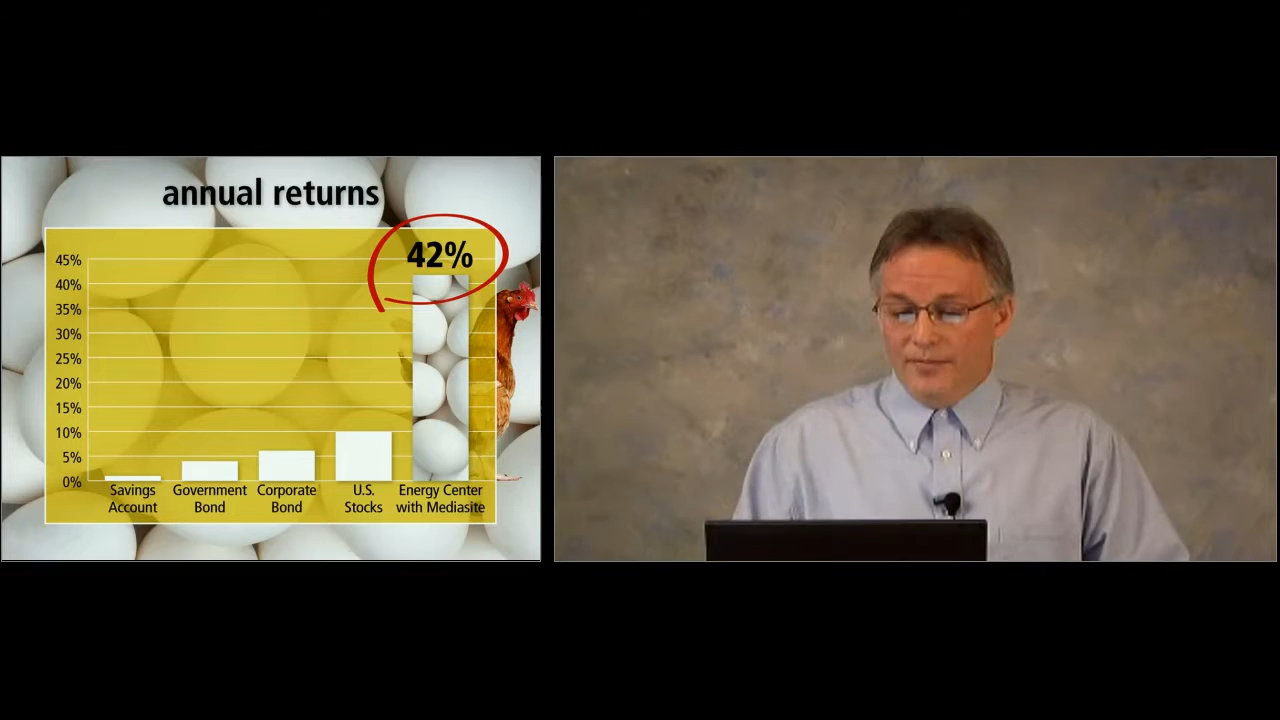 annual returns
42%
45%
40%
35%
30%
25%
20%
15%
10%
5%
0%
Savings
Account
Government
Bond
Corporate
Bond
U.S.
Stocks
Energy Center
with Mediasite